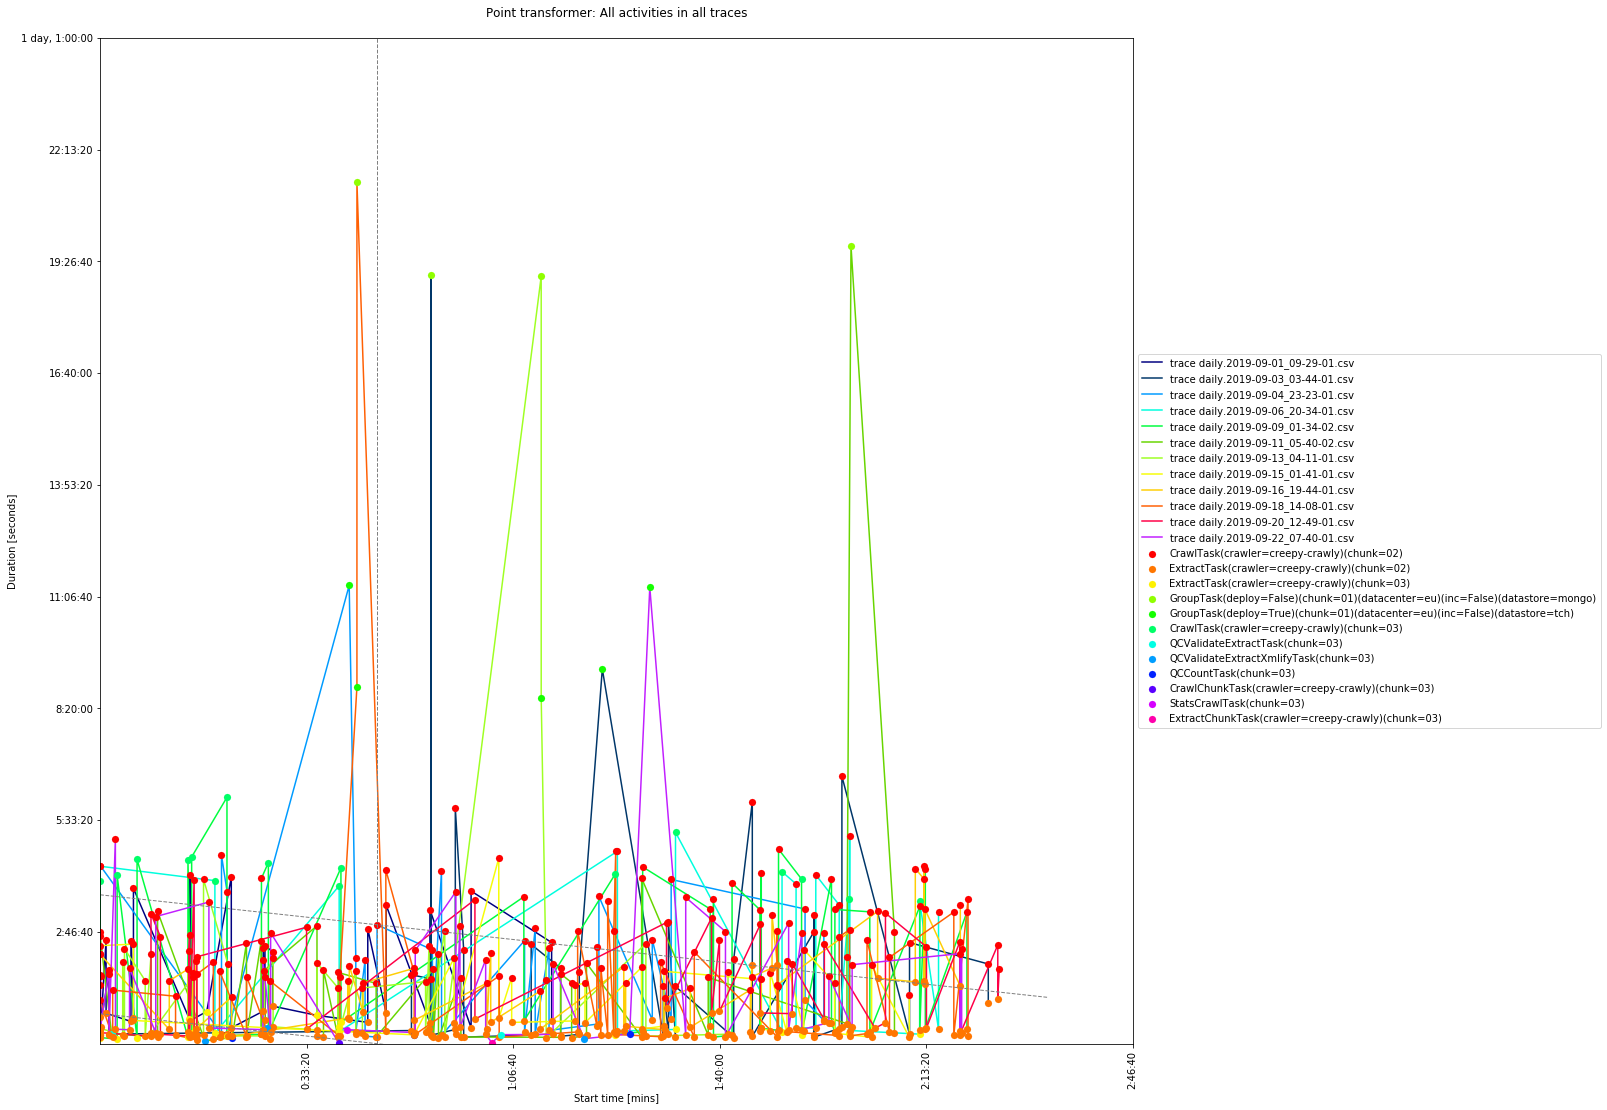 Point transformer: All activities in all traces
1 day, 1:00:00
22:13:20
19:26:40
16:40:00
13:53:20
11:06:40
8:20:00
5:33:20
2:46:40
Duration [seconds]
0:33:20
1:06:40
1:40:00
2:13:20
2:46:40
Start time [mins]
trace daily.2019-09-01_09-29-01.csv
trace daily.2019-09-03_03-44-01.csv
trace daily.2019-09-04_23-23-01.csv
trace daily.2019-09-06_20-34-01.csv
trace daily.2019-09-09_01-34-02.csv
trace daily.2019-09-11_05-40-02.csv
trace daily.2019-09-13_04-11-01.csv
trace daily.2019-09-15_01-41-01.csv
trace daily.2019-09-16_19-44-01.csv
trace daily.2019-09-18_14-08-01.csv
trace daily.2019-09-20_12-49-01.csv
trace daily.2019-09-22_07-40-01.csv
CrawlTask(crawler=creepy-crawly)(chunk=02)
ExtractTask(crawler=creepy-crawly)(chunk=02)
ExtractTask(crawler=creepy-crawly)(chunk=03)
GroupTask(deploy=False)(chunk=01)(datacenter=eu)(inc=False)(datastore=mongo)
GroupTask(deploy=True)(chunk=01)(datacenter=eu)(inc=False)(datastore=tch)
CrawlTask(crawler=creepy-crawly)(chunk=03)
QCValidateExtractTask(chunk=03)
QCValidateExtractXmlifyTask(chunk=03)
QCCountTask(chunk=03)
CrawlChunkTask(crawler=creepy-crawly)(chunk=03)
StatsCrawlTask(chunk=03)
ExtractChunkTask(crawler=creepy-crawly)(chunk=03)